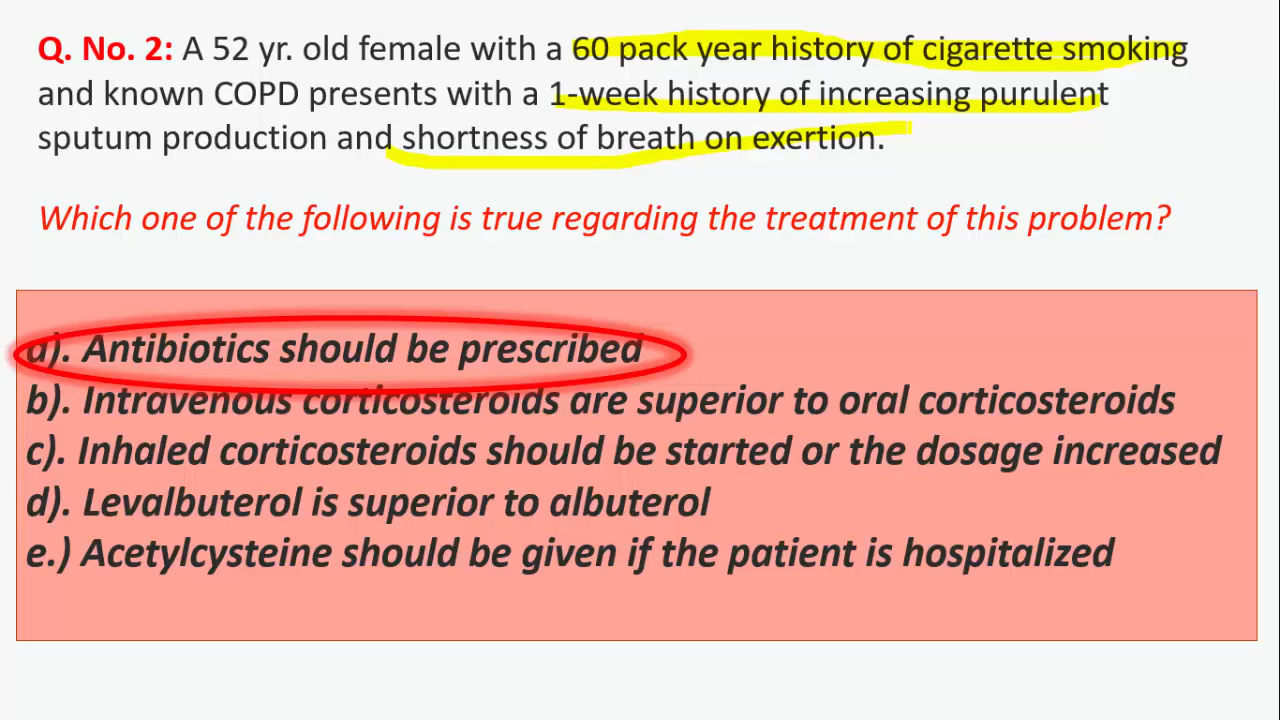 Q. No. 2: A 52 yr. old female with a 60 pack year history of cigarette smoking
and known COPD presents with a 1-week history of increasing purulent
sputum production and shortness of breath on exertion.
Which one of the following is true regarding the treatment of this problem?
a). Antibiotics should be prescribed
b). Intravenous corticosteroids are superior to oral corticosteroids
c). Inhaled corticosteroids should be started or the dosage increased
d). Levalbuterol is superior to albuterol
e.) Acetylcysteine should be given if the patient is hospitalized